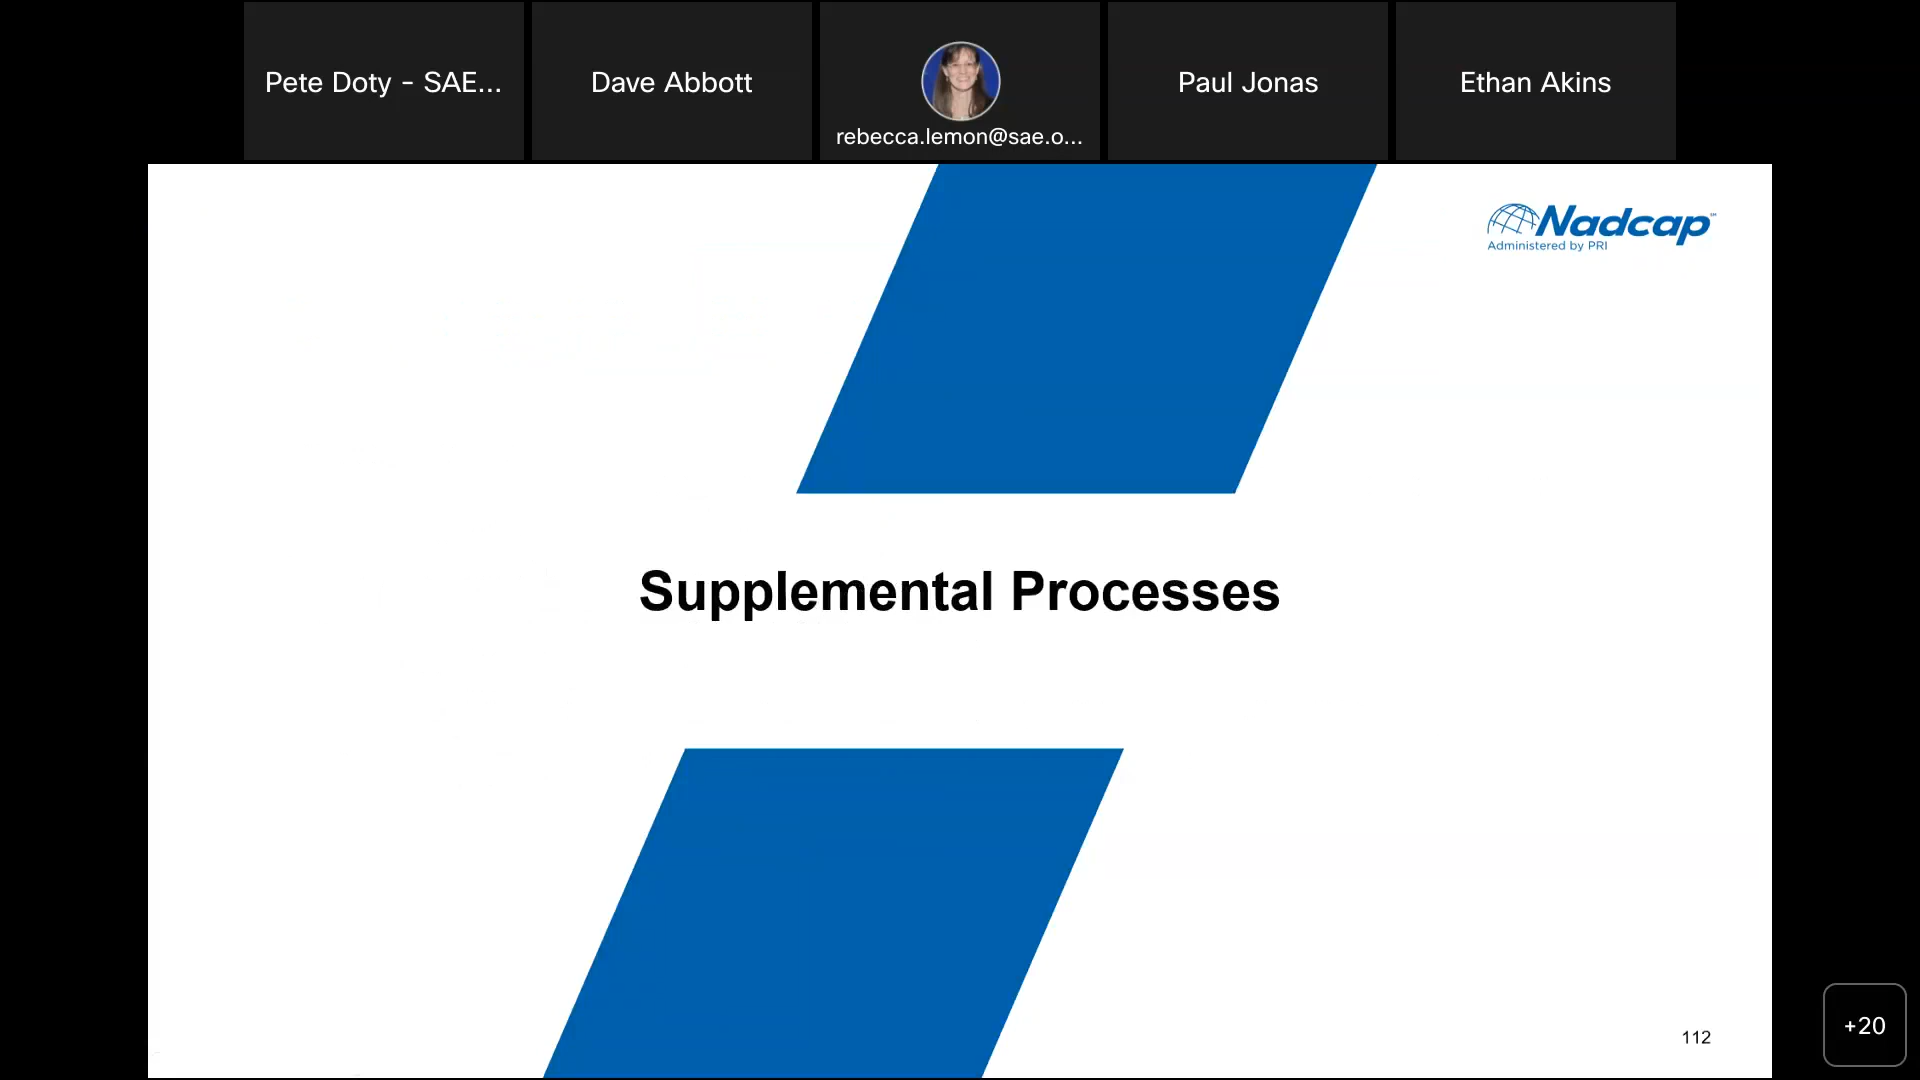 Pete Doty - SAE...
Dave Abbott
rebecca.lemon@sae.o...
Paul Jonas
Ethan Akins
Nadcap℠
Administered by PRI
Supplemental Processes
112
+20